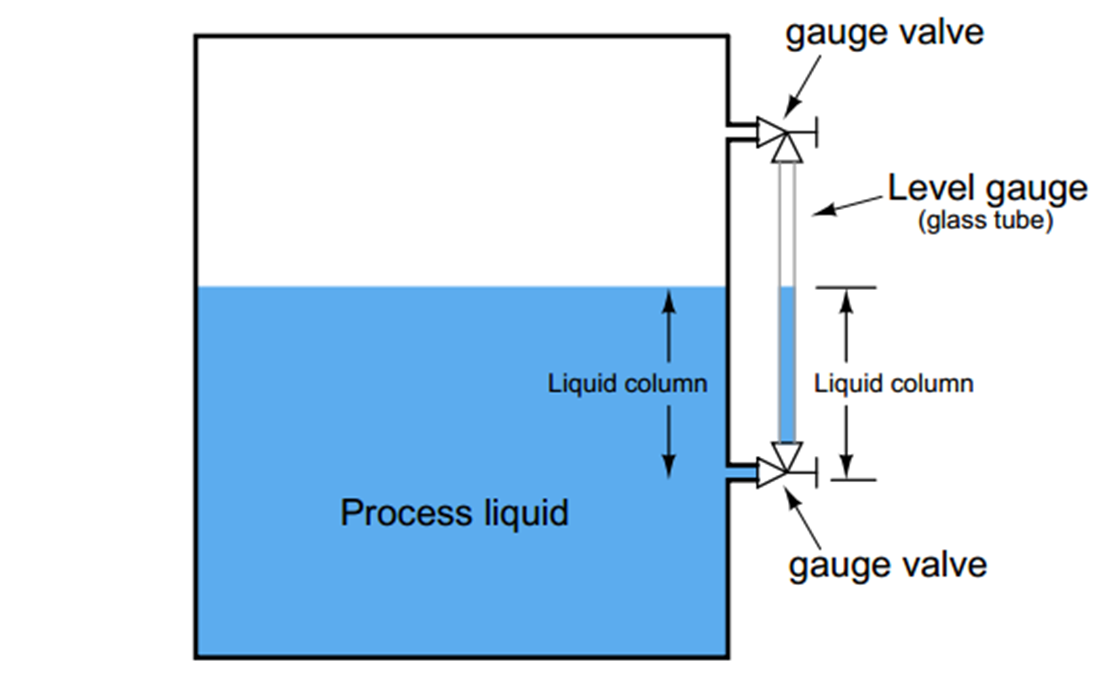 gauge valve
Level gauge
(glass tube)
Liquid column
Liquid column
Process liquid
gauge valve